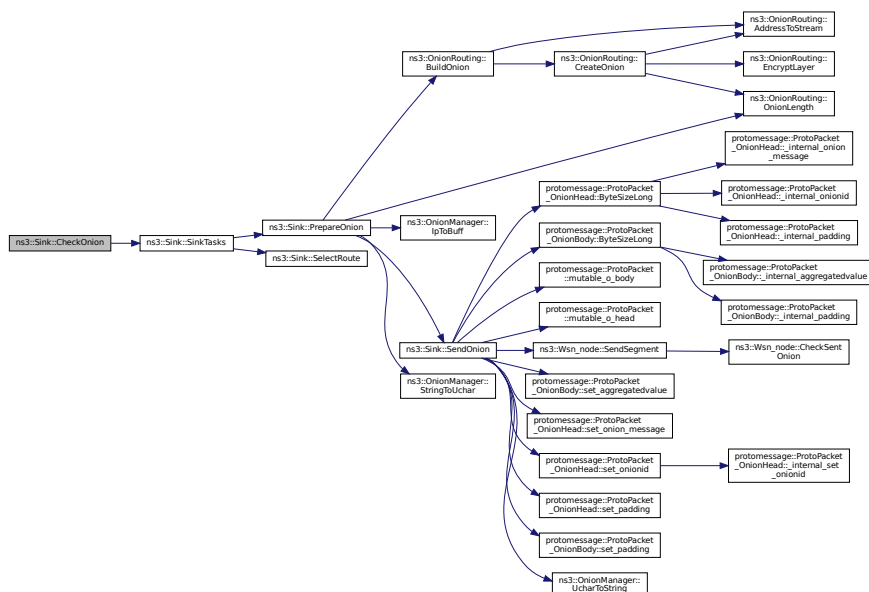 ns3::Sink::CheckOnion
ns3::Sink::SinkTasks
ns3::Sink::PrepareOnion
ns3::Sink::SelectRoute
ns3::OnionRouting::
BuildOnion
ns3::OnionManager::
IpToBuff
ns3::Sink::SendOnion
ns3::OnionManager::
StringToUchar
ns3::OnionRouting::
CreateOnion
protomessage::ProtoPacket
_OnionHead::ByteSizeLong
protomessage::ProtoPacket
_OnionBody::ByteSizeLong
protomessage::ProtoPacket
::mutable_o_body
protomessage::ProtoPacket
::mutable_o_head
ns3::Wsn_node::SendSegment
protomessage::ProtoPacket
_OnionBody::set_aggregatedvalue
protomessage::ProtoPacket
_OnionHead::set_onion_message
protomessage::ProtoPacket
_OnionHead::set_onionid
protomessage::ProtoPacket
_OnionHead::set_padding
protomessage::ProtoPacket
_OnionBody::set_padding
ns3::OnionManager::
UcharToString
ns3::OnionRouting::
AddressToStream
ns3::OnionRouting::
EncryptLayer
ns3::OnionRouting::
OnionLength
protomessage::ProtoPacket
_OnionHead::_internal_onion
_message
protomessage::ProtoPacket
_OnionHead::_internal_onionid
protomessage::ProtoPacket
_OnionHead::_internal_padding
protomessage::ProtoPacket
_OnionBody::_internal_aggregatedvalue
protomessage::ProtoPacket
_OnionBody::_internal_padding
ns3::Wsn_node::CheckSent
Onion
protomessage::ProtoPacket
_OnionHead::_internal_set
_onionid